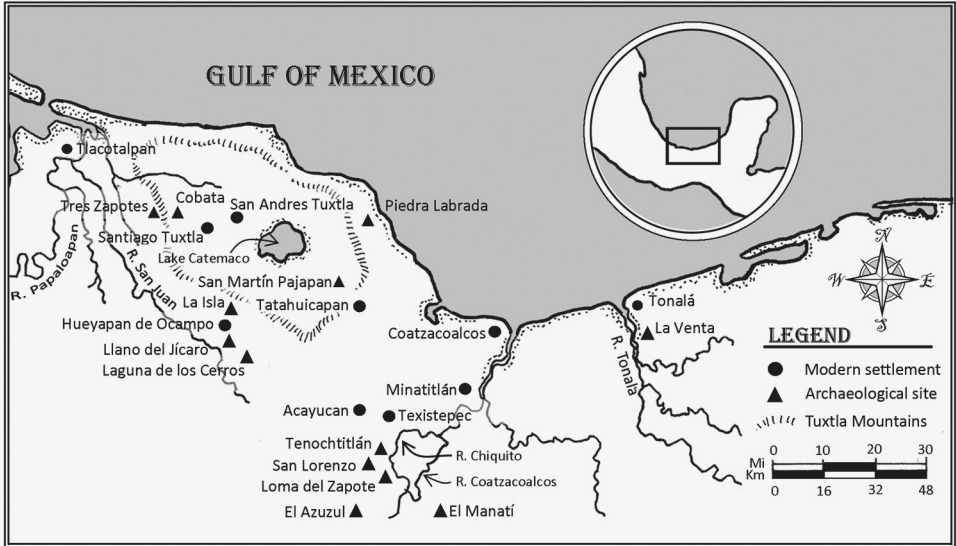 GULF OF MEXICO
Tlacotalpan
Cobata
Tres Zapotes
San Andres Tuxtla
Piedra Labrada
Santiago Tuxtla
Lake Catemaco
R. Papaloapan
R. San Juan
San Martín Pajapan
La Isla
Tatahuicapan
Hueyapan de Ocampo
Coatzacoalcos
Llano del Jícaro
Laguna de los Cerros
Tonalá
La Venta
R. Tonala
Minatitlán
Acayucan
Texistepec
Tenochtitlán
R. Chiquito
San Lorenzo
R. Coatzacoalcos
Loma del Zapote
El Azuzul
El Manatí
N
W E
S
LEGEND
Modern settlement
Archaeological site
Tuxtla Mountains
0 10 20 30
Mi
Km
0 16 32 48